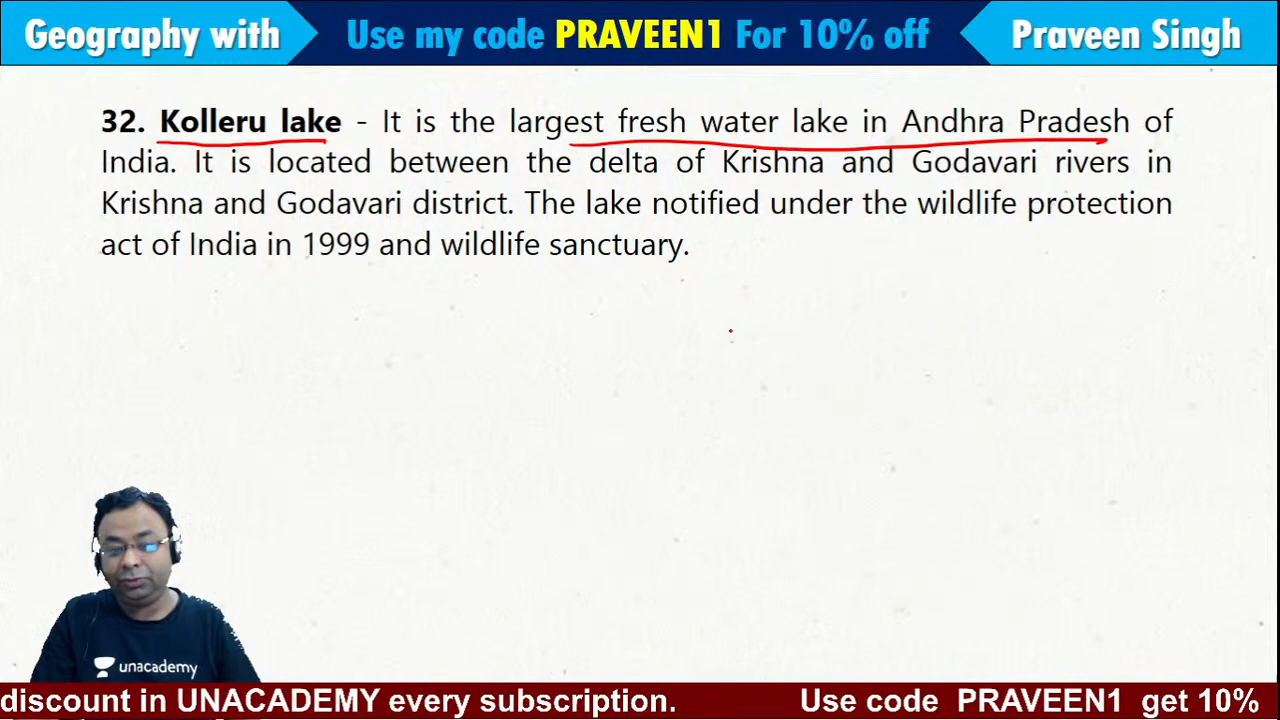 Geography with
Use my code PRAVEEN1 For 10% off
Praveen Singh
32. Kolleru lake - It is the largest fresh water lake in Andhra Pradesh of
India. It is located between the delta of Krishna and Godavari rivers in
Krishna and Godavari district. The lake notified under the wildlife protection
act of India in 1999 and wildlife sanctuary.
unacademy
discount in UNACADEMY every subscription. Use code PRAVEEN1 get 10%